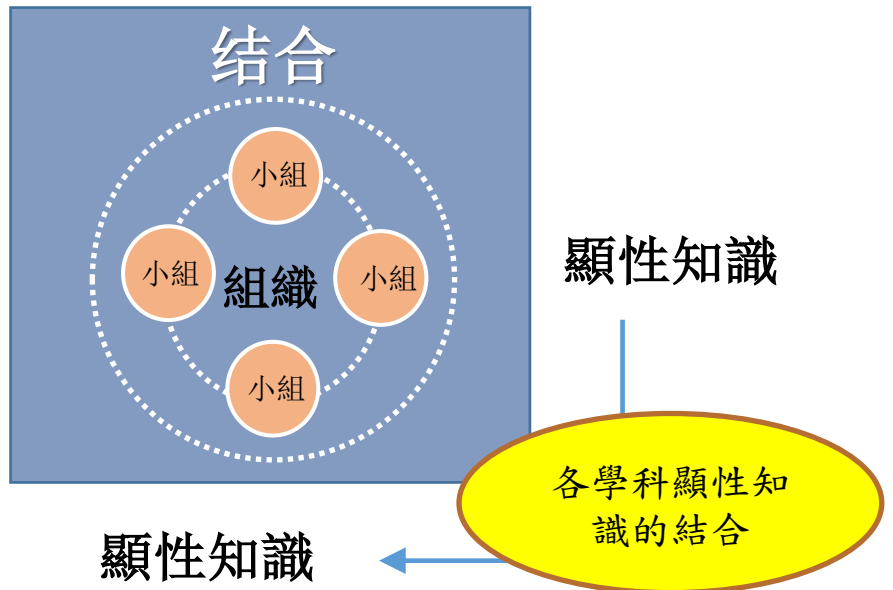 结合
小組
小組
組織
小組
小組
顯性知識
各學科顯性知
識的結合
顯性知識